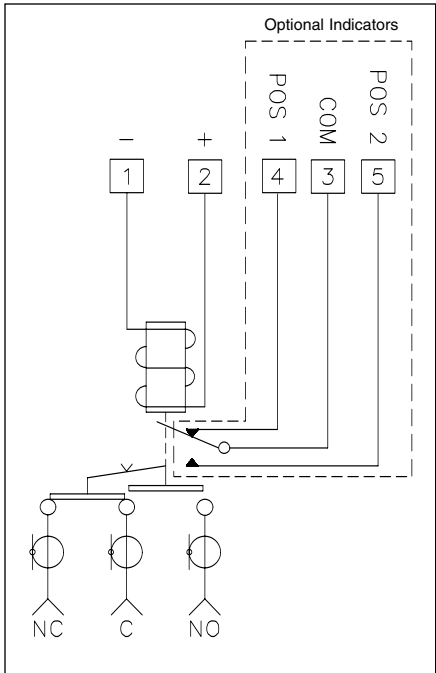 Optional Indicators
POS 1
COM
POS 2
- +
1 2 4 3 5
NC C NO